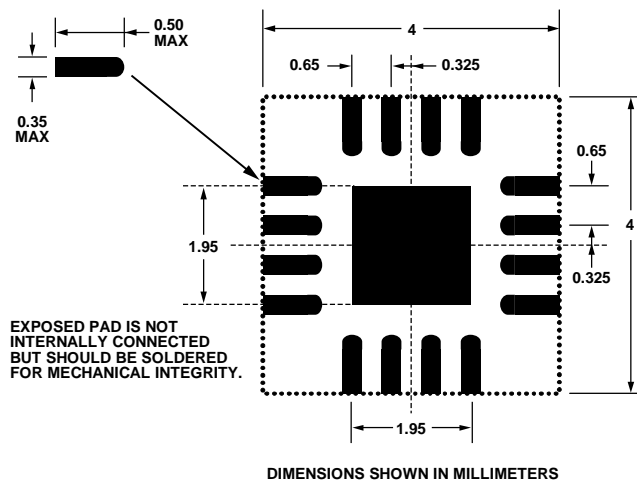 0.50
MAX
4
0.65
0.325
0.35
MAX
0.65
1.95
4
0.325
EXPOSED PAD IS NOT
INTERNALLY CONNECTED
BUT SHOULD BE SOLDERED
FOR MECHANICAL INTEGRITY.
1.95
DIMENSIONS SHOWN IN MILLIMETERS